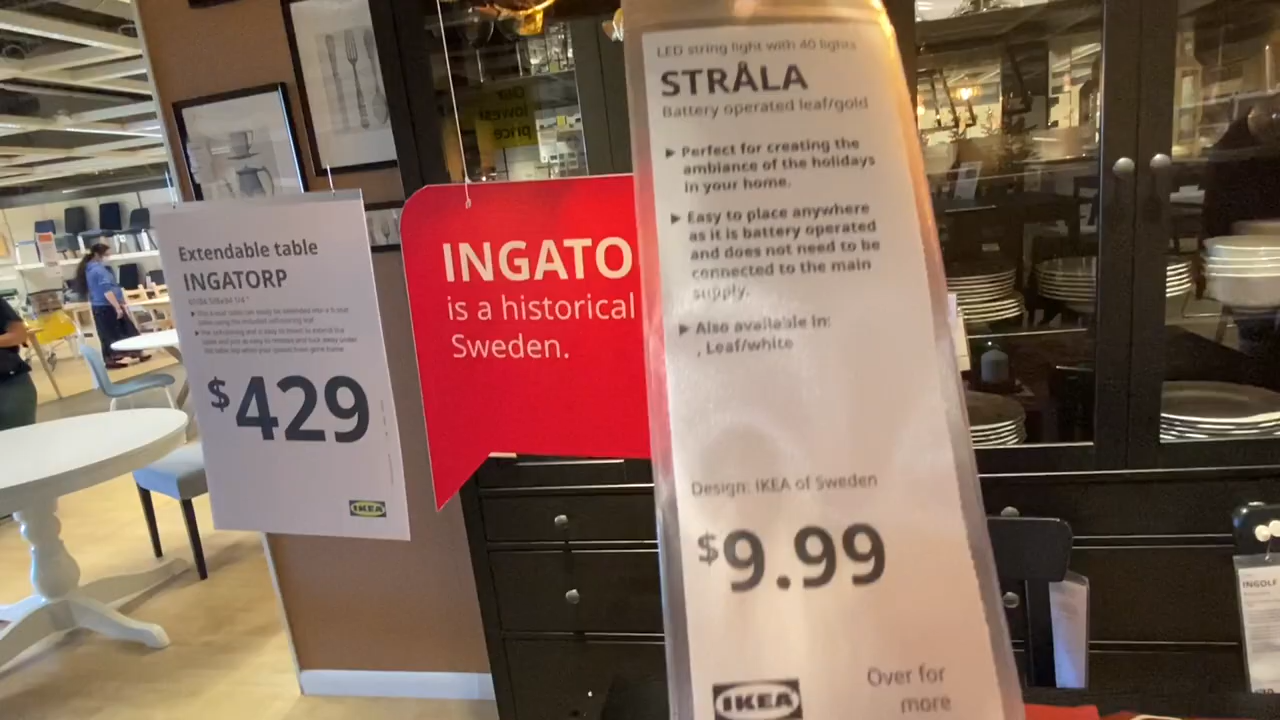 Extendable table
INGATORP
$429
IKEA
Our
lowest
price
INGATO
is a historical
Sweden.
LED string light with 40 lights
STRÅLA
Battery operated leaf/gold
▸ Perfect for creating the
ambiance of the holidays
in your home.
▸ Easy to place anywhere
as it is battery operated
and does not need to be
connected to the main
supply.
▸ Also available in:
, Leaf/white
Design: IKEA of Sweden
$9.99
IKEA
Over for
more
INGOLF